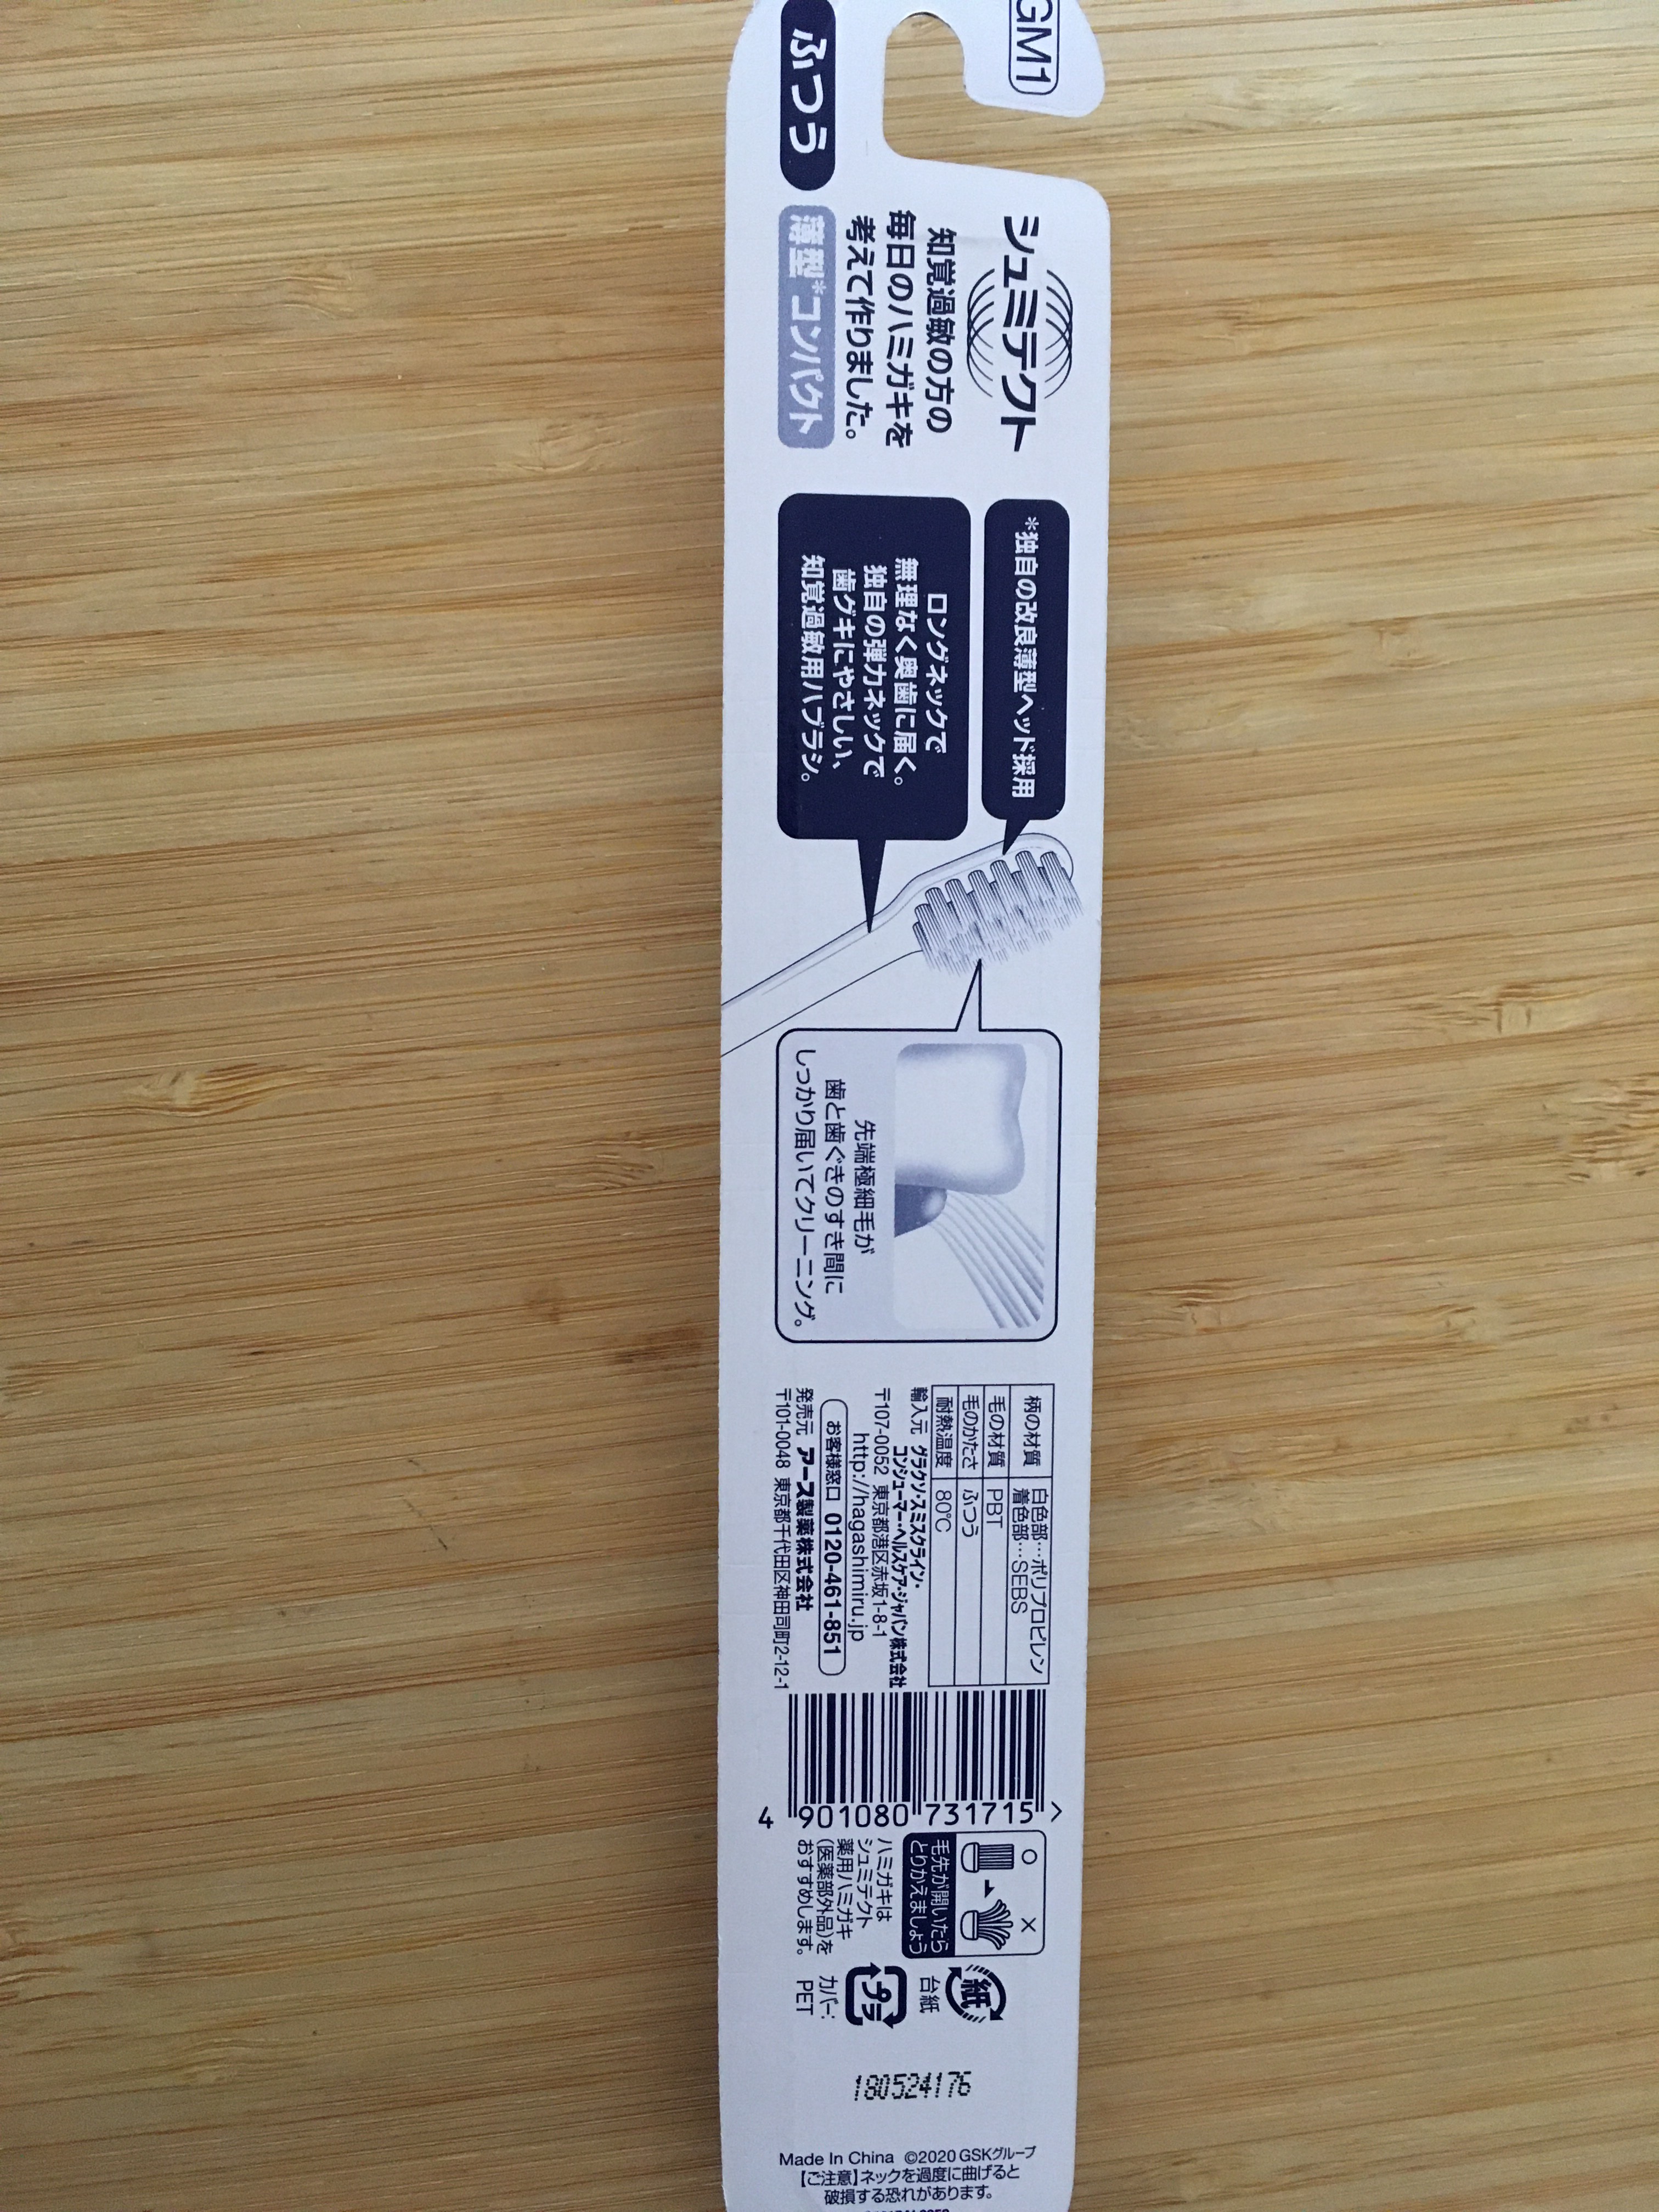 GM1
ふつう
シュミテクト
知覚過敏の方の
毎日のハミガキを
考えて作りました。
薄型*コンパクト
*独自の改良薄型ヘッド採用
ロングネックで
無理なく奥歯に届く。
独自の弾力ネックで
歯グキにやさしい、
知覚過敏用ハブラシ。
先端極細毛が
歯と歯ぐきのすき間に
しっかり届いてクリーニング。
柄の材質 白色部…ポリプロピレン
着色部…SEBS
毛の材質 PBT
毛のかたさ ふつう
耐熱温度 80℃
輸入元 グラクソ・スミスクライン・
コンシューマー・ヘルスケア・ジャパン株式会社
〒107-0052 東京都港区赤坂1-8-1
http://hagashimiru.jp
お客様窓口 0120-461-851
発売元 アース製薬株式会社
〒101-0048 東京都千代田区神田司町2-12-1
4 901080 731715 >
○ ×
毛先が開いたら
とりかえましょう
ハミガキは
シュミテクト
薬用ハミガキ
(医薬部外品)を
おすすめします。
紙
台紙
プラ
カバー:
PET
180524176
Made In China ©2020 GSKグループ
【ご注意】ネックを過度に曲げると
破損する恐れがあります。